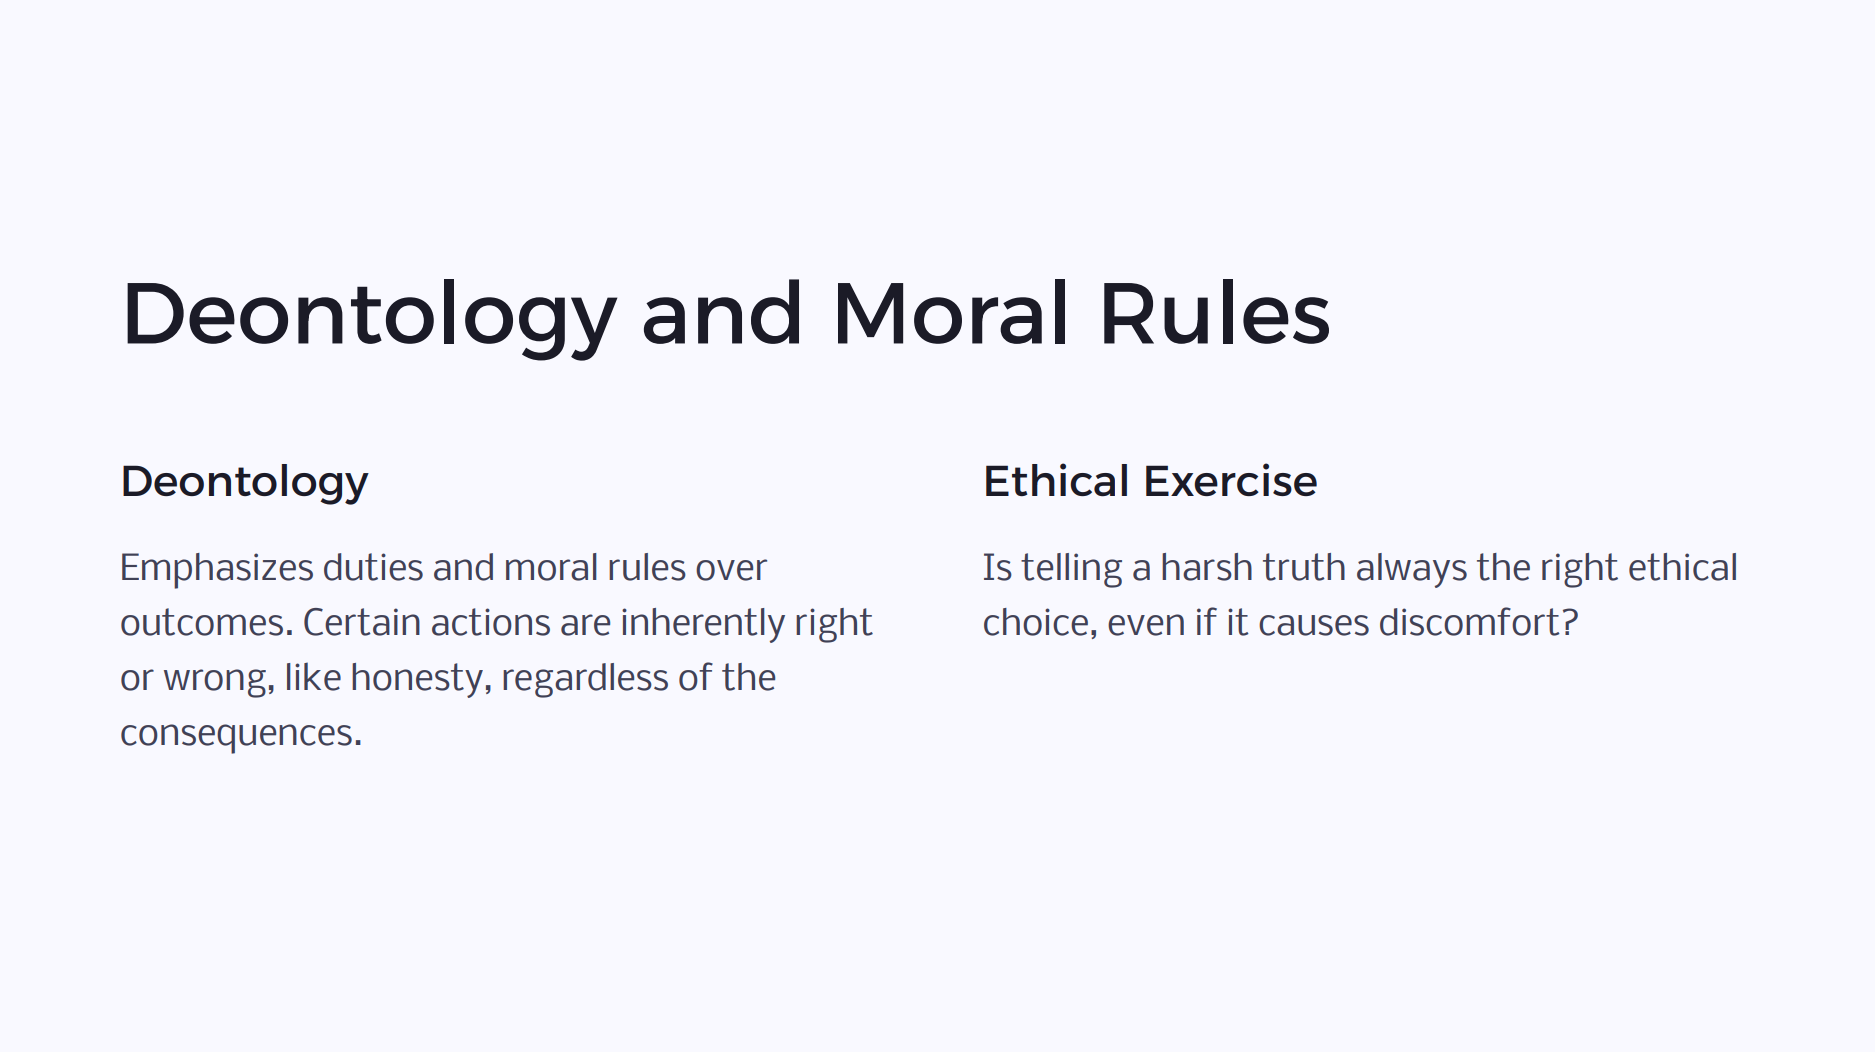 Deontology and Moral Rules
Deontology
Emphasizes duties and moral rules over
outcomes. Certain actions are inherently right
or wrong, like honesty, regardless of the
consequences.
Ethical Exercise
Is telling a harsh truth always the right ethical
choice, even if it causes discomfort?